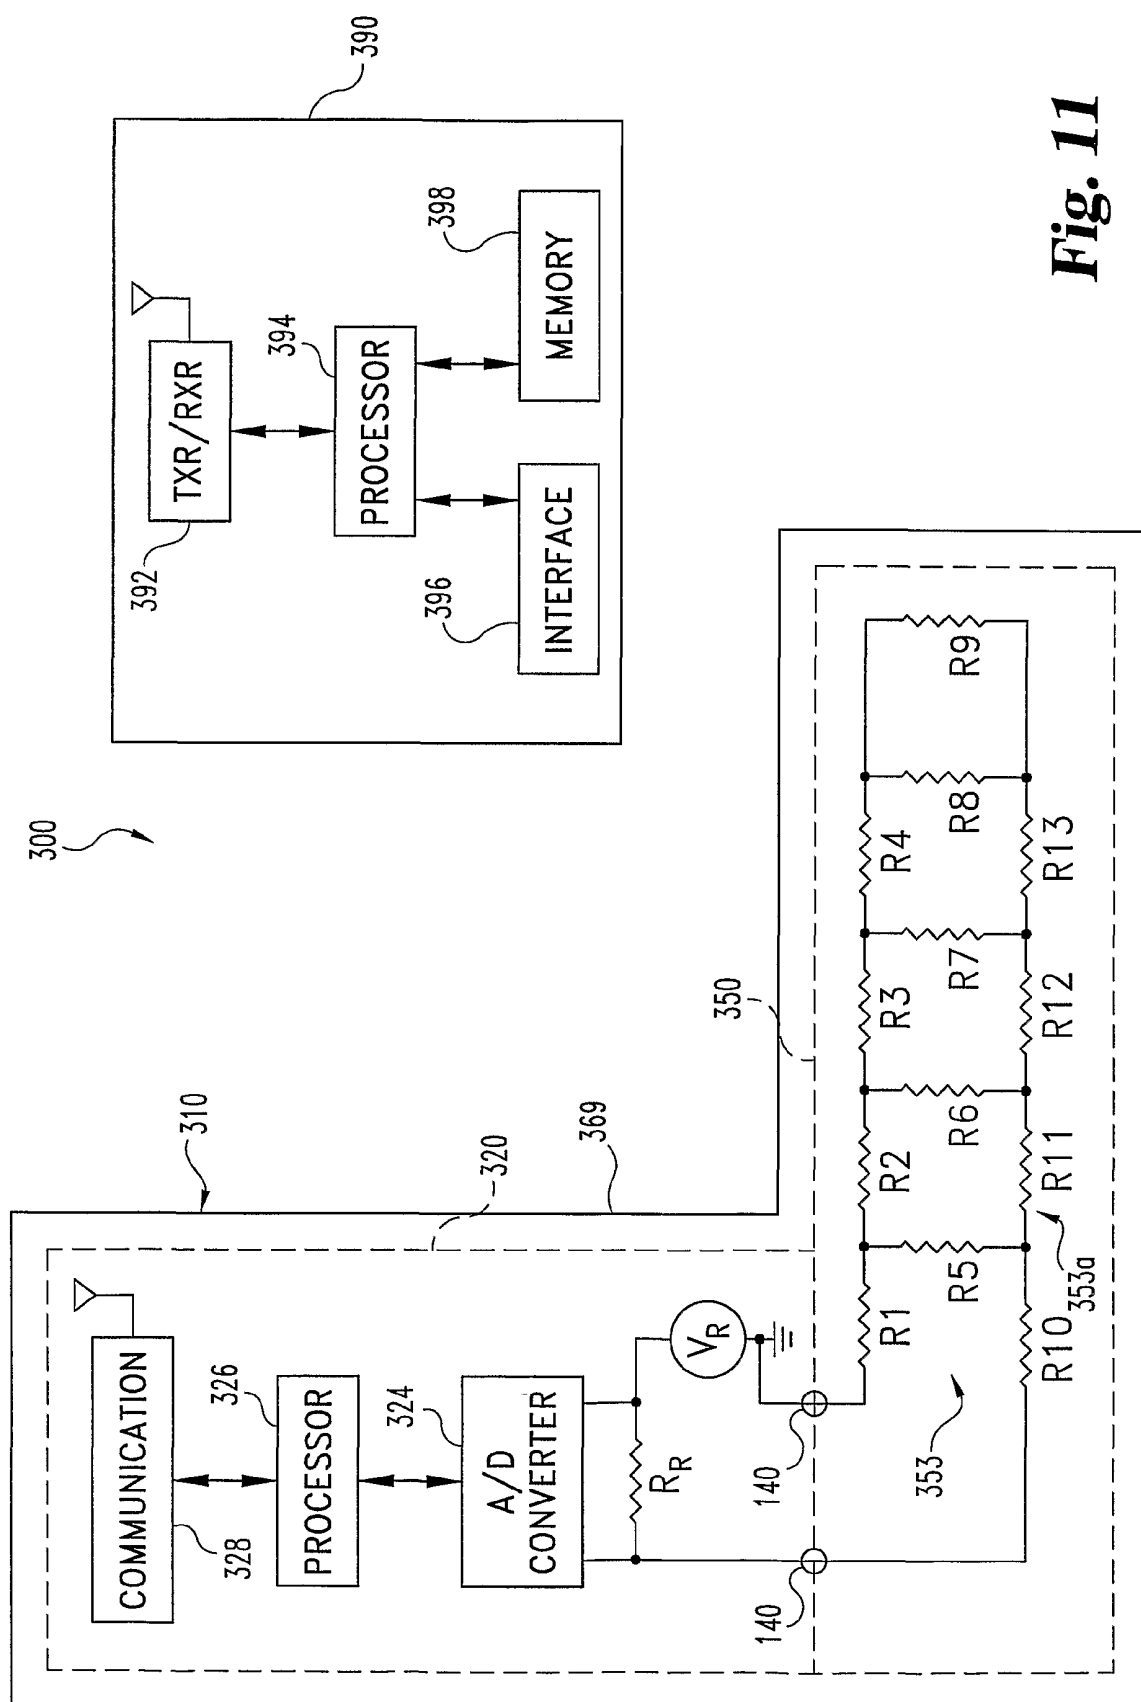 300
310
320
369
COMMUNICATION
328
PROCESSOR
326
A/D
CONVERTER
324
R_R
V_R
140
140
350
353
353a
R1
R2
R3
R4
R5
R6
R7
R8
R9
R10
R11
R12
R13
390
TXR/RXR
392
PROCESSOR
394
INTERFACE
396
MEMORY
398
Fig. 11